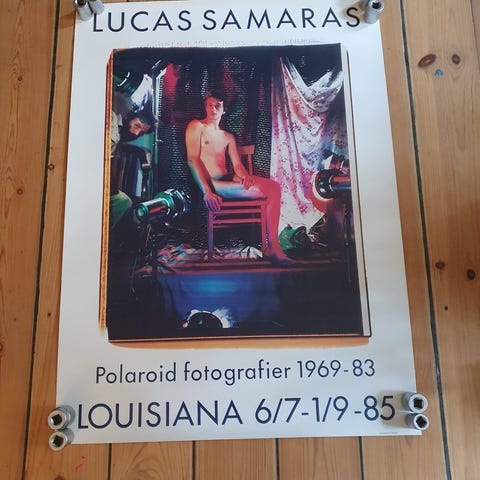 LUCAS SAMARAS
Polaroid fotografier 1969-83
LOUISIANA 6/7-1/9-85